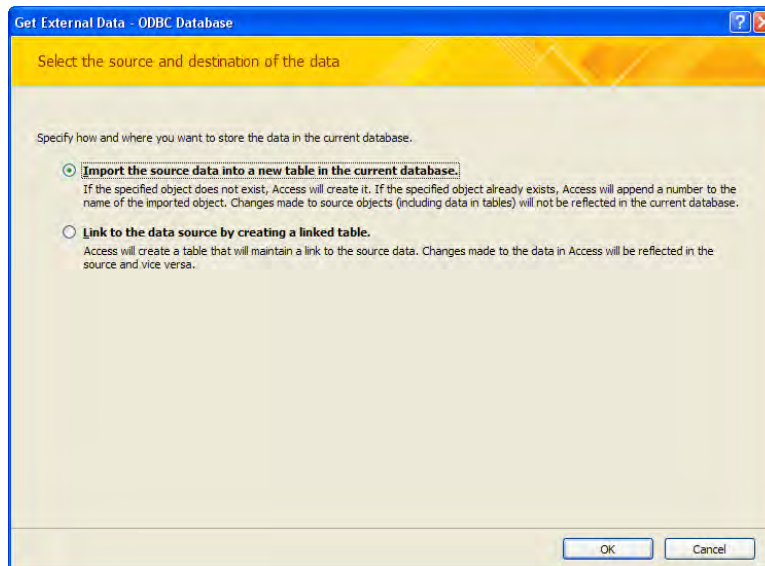 Get External Data - ODBC Database
Select the source and destination of the data
Specify how and where you want to store the data in the current database.
Import the source data into a new table in the current database.
If the specified object does not exist, Access will create it. If the specified object already exists, Access will append a number to the
name of the imported object. Changes made to source objects (including data in tables) will not be reflected in the current database.
Link to the data source by creating a linked table.
Access will create a table that will maintain a link to the source data. Changes made to the data in Access will be reflected in the
source and vice versa.
OK Cancel